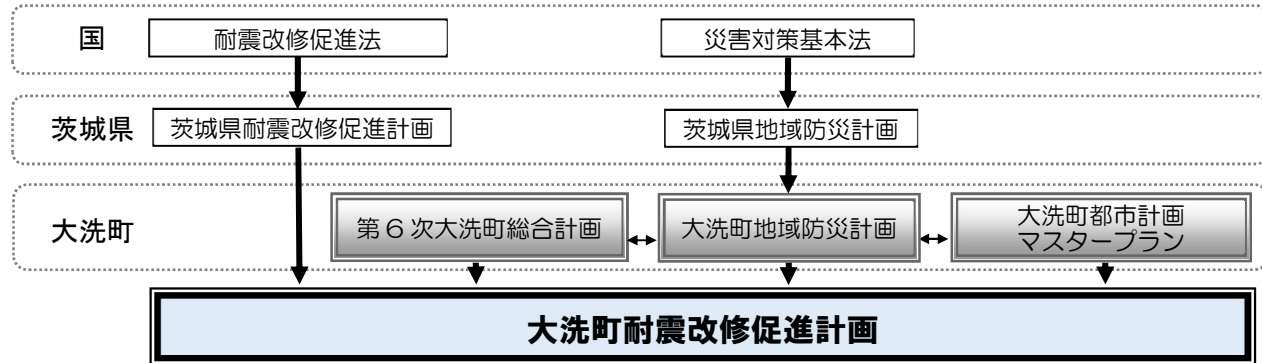 国
耐震改修促進法
災害対策基本法
茨城県
茨城県耐震改修促進計画
茨城県地域防災計画
大洗町
第6次大洗町総合計画
大洗町地域防災計画
大洗町都市計画
マスタープラン
大洗町耐震改修促進計画